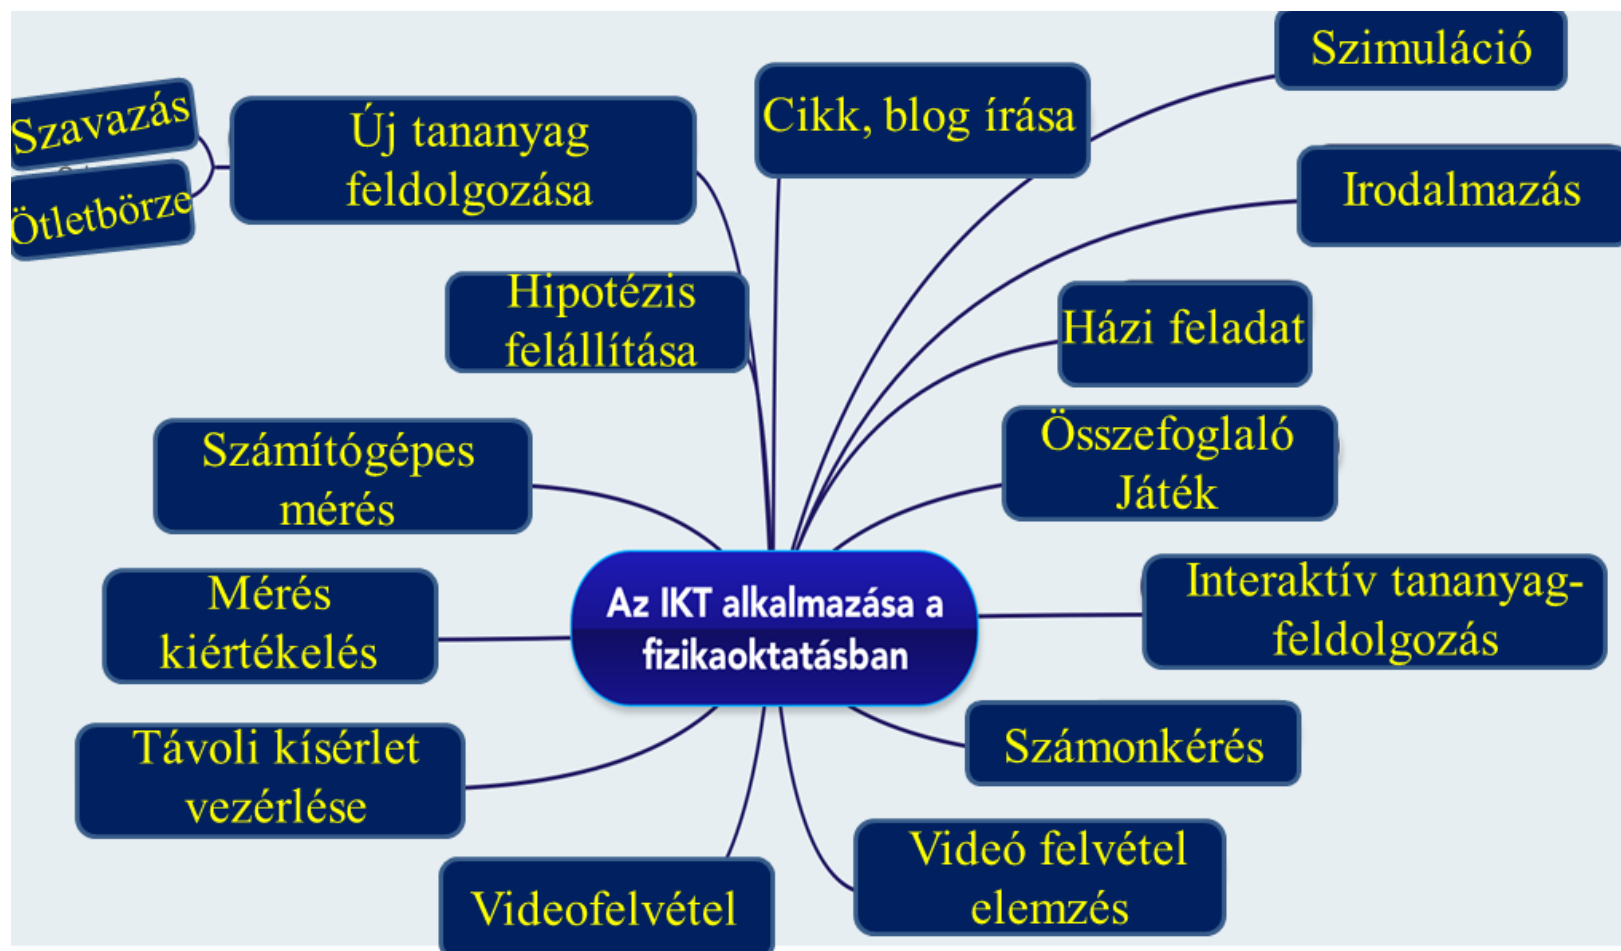 Szimuláció
Cikk, blog írása
Szavazás
Új tananyag
feldolgozása
Ötletbörze
Irodalmazás
Hipotézis
felállítása
Házi feladat
Összefoglaló
Játék
Számítógépes
mérés
Az IKT alkalmazása a
fizikaoktatásban
Interaktív tananyag-
feldolgozás
Mérés
kiértékelés
Számonkérés
Távoli kísérlet
vezérlése
Videó felvétel
elemzés
Videofelvétel